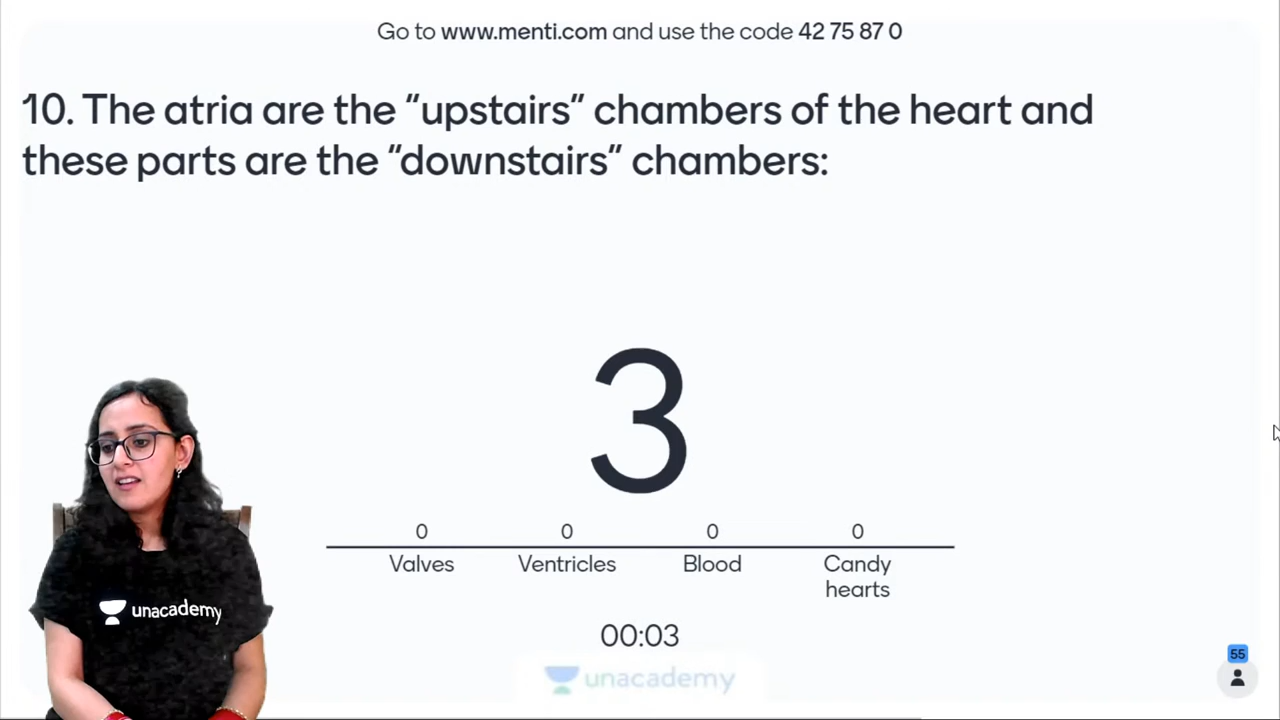 Go to www.menti.com and use the code 42 75 87 0
10. The atria are the “upstairs” chambers of the heart and
these parts are the “downstairs” chambers:
3
0 0 0 0
Valves Ventricles Blood Candy
hearts
00:03
unacademy
unacademy
55